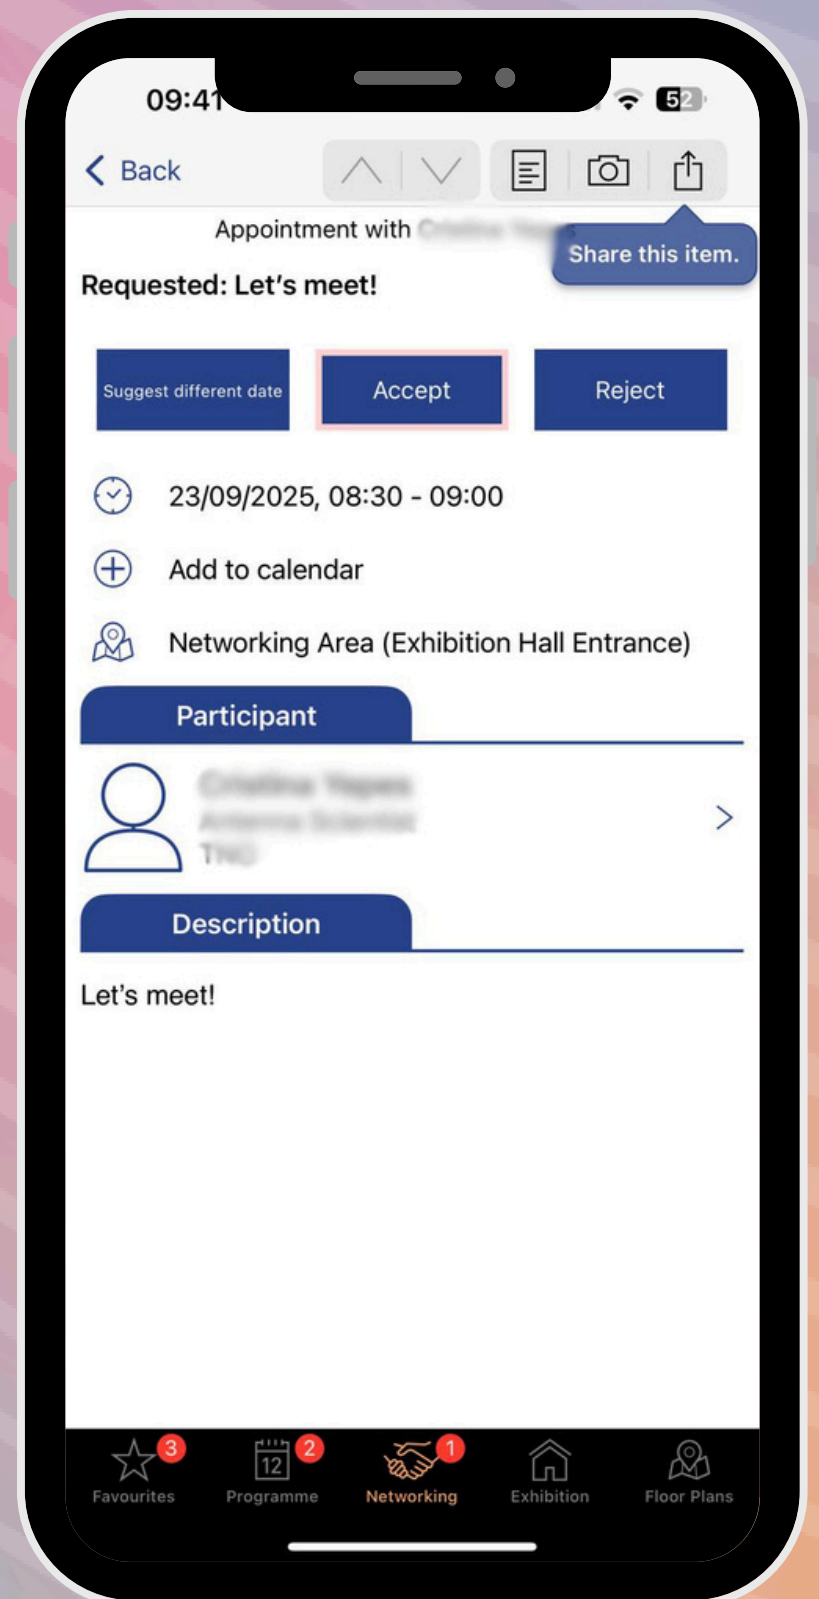 09:41
52
Back
Appointment with
Share this item.
Requested: Let's meet!
Suggest different date
Accept
Reject
23/09/2025, 08:30 - 09:00
Add to calendar
Networking Area (Exhibition Hall Entrance)
Participant
Description
Let's meet!
3
2
1
12
Favourites
Programme
Networking
Exhibition
Floor Plans